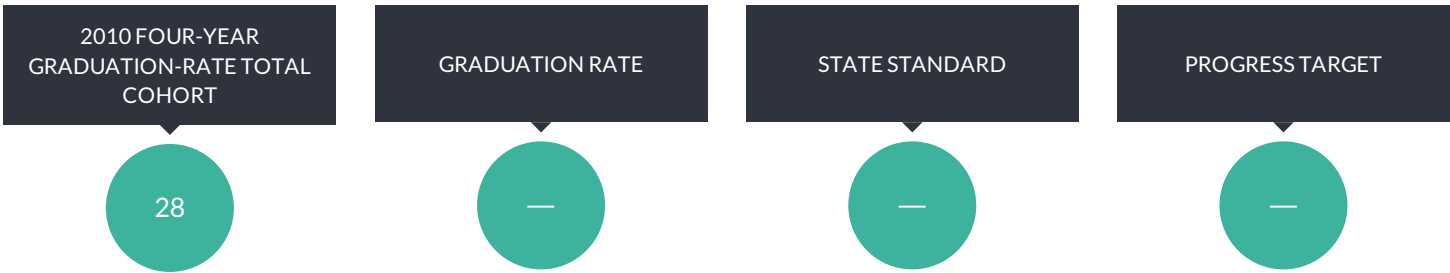 2010 FOUR-YEAR
GRADUATION-RATE TOTAL
COHORT
28
GRADUATION RATE
—
STATE STANDARD
—
PROGRESS TARGET
—